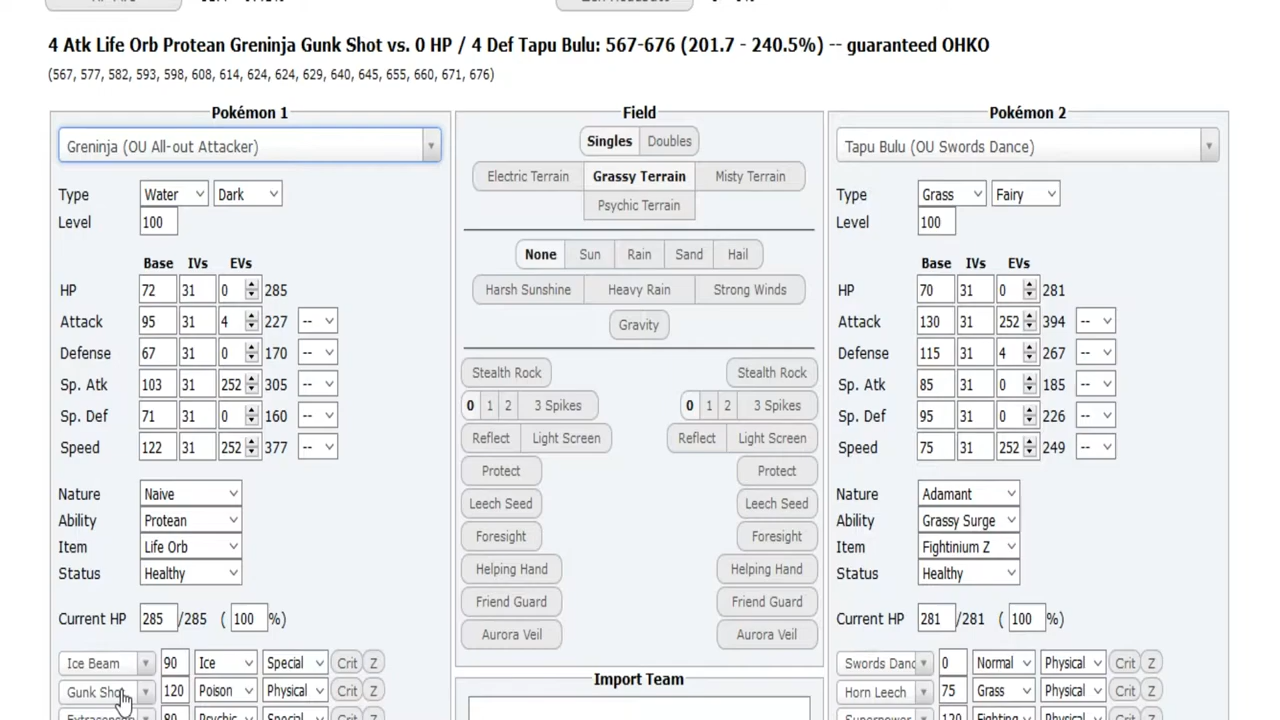 4 Atk Life Orb Protean Greninja Gunk Shot vs. 0 HP / 4 Def Tapu Bulu: 567-676 (201.7 - 240.5%) -- guaranteed OHKO
(567, 577, 582, 593, 598, 608, 614, 624, 624, 629, 640, 645, 655, 660, 671, 676)
Pokémon 1
Greninja (OU All-out Attacker)
Type Water Dark
Level 100
Base IVs EVs
HP 72 31 0 285
Attack 95 31 4 227 --
Defense 67 31 0 170 --
Sp. Atk 103 31 252 305 --
Sp. Def 71 31 0 160 --
Speed 122 31 252 377 --
Nature Naive
Ability Protean
Item Life Orb
Status Healthy
Current HP 285 /285 ( 100 %)
Ice Beam 90 Ice Special Crit Z
Gunk Shot 120 Poison Physical Crit Z
Field
Singles Doubles
Electric Terrain Grassy Terrain Misty Terrain
Psychic Terrain
None Sun Rain Sand Hail
Harsh Sunshine Heavy Rain Strong Winds
Gravity
Stealth Rock Stealth Rock
0 1 2 3 Spikes 0 1 2 3 Spikes
Reflect Light Screen Reflect Light Screen
Protect Protect
Leech Seed Leech Seed
Foresight Foresight
Helping Hand Helping Hand
Friend Guard Friend Guard
Aurora Veil Aurora Veil
Import Team
Pokémon 2
Tapu Bulu (OU Swords Dance)
Type Grass Fairy
Level 100
Base IVs EVs
HP 70 31 0 281
Attack 130 31 252 394 --
Defense 115 31 4 267 --
Sp. Atk 85 31 0 185 --
Sp. Def 95 31 0 226 --
Speed 75 31 252 249 --
Nature Adamant
Ability Grassy Surge
Item Fightinium Z
Status Healthy
Current HP 281 /281 ( 100 %)
Swords Danc 0 Normal Physical Crit Z
Horn Leech 75 Grass Physical Crit Z
Superpower 120 Fighting Physical